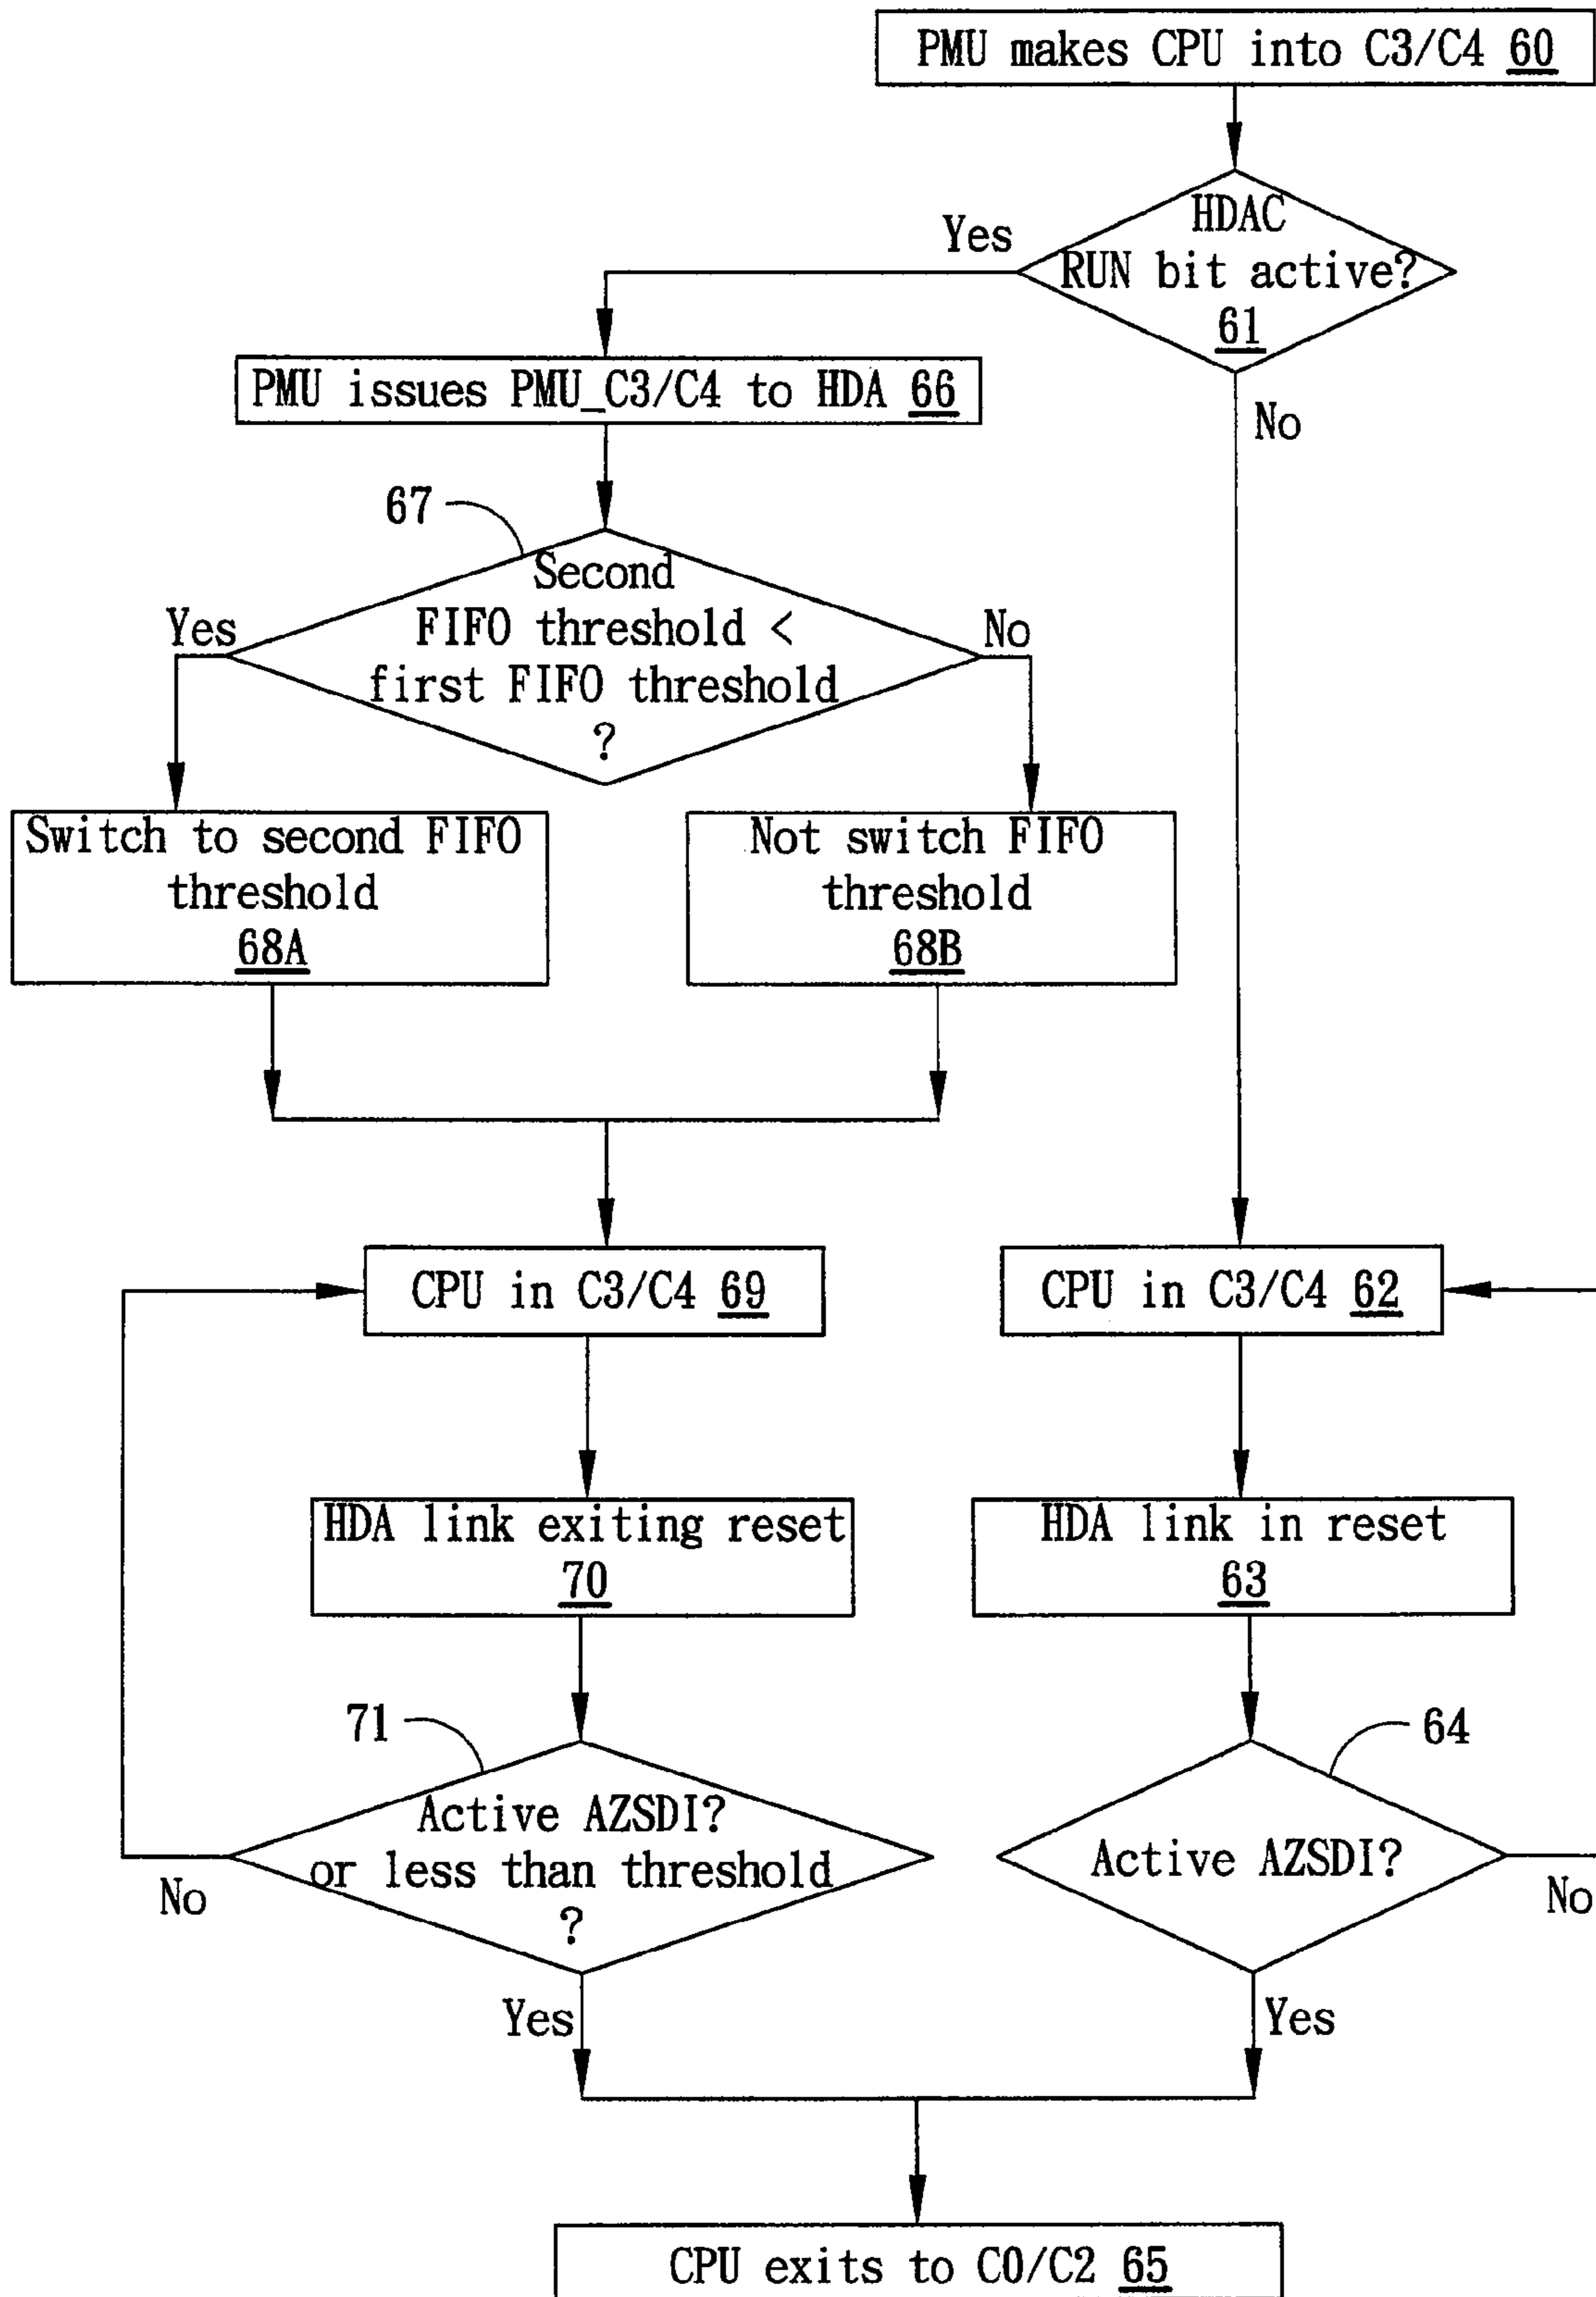 PMU makes CPU into C3/C4 60
HDAC
RUN bit active?
61
Yes
No
PMU issues PMU_C3/C4 to HDA 66
67
Second
FIFO threshold <
first FIFO threshold
?
Yes
No
Switch to second FIFO
threshold
68A
Not switch FIFO
threshold
68B
CPU in C3/C4 69
CPU in C3/C4 62
HDA link exiting reset
70
HDA link in reset
63
71
Active AZSDI?
or less than threshold
?
No
Yes
64
Active AZSDI?
No
Yes
CPU exits to C0/C2 65